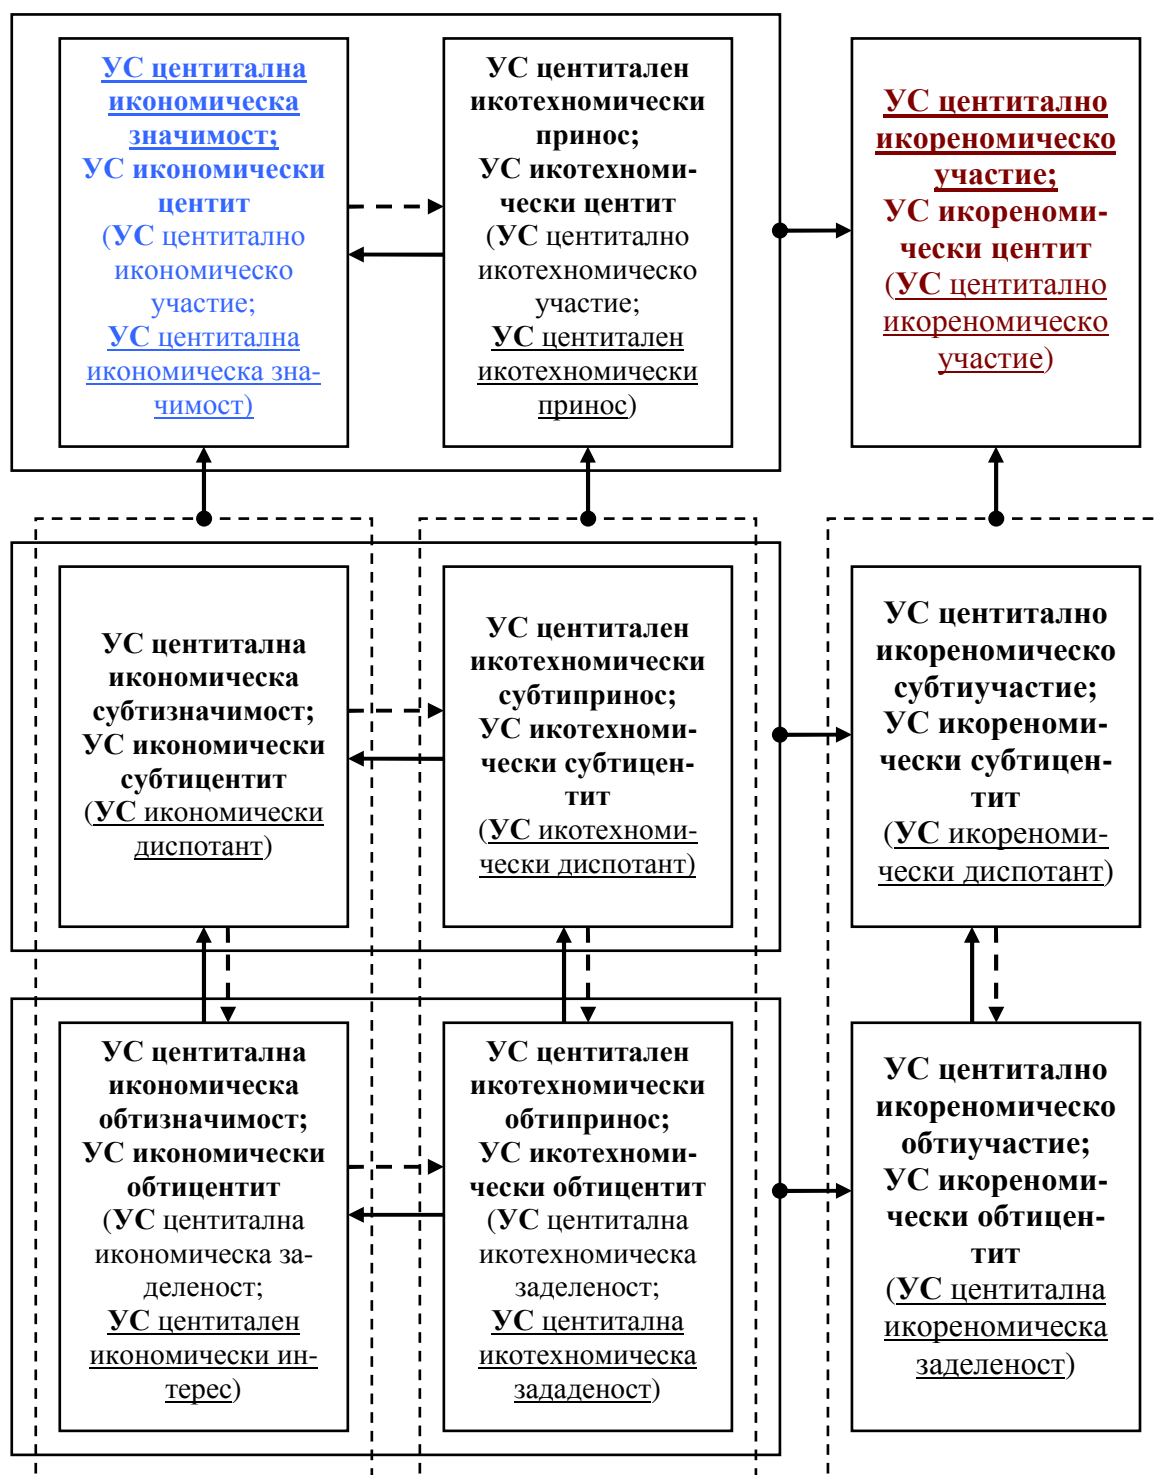 УС центитална
икономическа
значимост;
УС икономически
центит
(УС центитално
икономическо
участие;
УС центитална
икономическа зна-
чимост)
УС центитален
икотехномически
принос;
УС икотехноми-
чески центит
(УС центитално
икотехномическо
участие;
УС центитален
икотехномически
принос)
УС центитално
икореномическо
участие;
УС икореноми-
чески центит
(УС центитално
икореномическо
участие)
УС центитална
икономическа
субтизначимост;
УС икономически
субтицентит
(УС икономически
диспотант)
УС центитален
икотехномически
субтипринос;
УС икотехноми-
чески субтицен-
тит
(УС икотехноми-
чески диспотант)
УС центитално
икореномическо
субтиучастие;
УС икореноми-
чески субтицен-
тит
(УС икореноми-
чески диспотант)
УС центитална
икономическа
обтизначимост;
УС икономически
обтицентит
(УС центитална
икономическа за-
деленост;
УС центитален
икономически ин-
терес)
УС центитален
икотехномически
обтипринос;
УС икотехноми-
чески обтицентит
(УС центитална
икотехномическа
заделеност;
УС центитална
икотехномическа
зададеност)
УС центитално
икореномическо
обтиучастие;
УС икореноми-
чески обтицен-
тит
(УС центитална
икореномическа
заделеност)